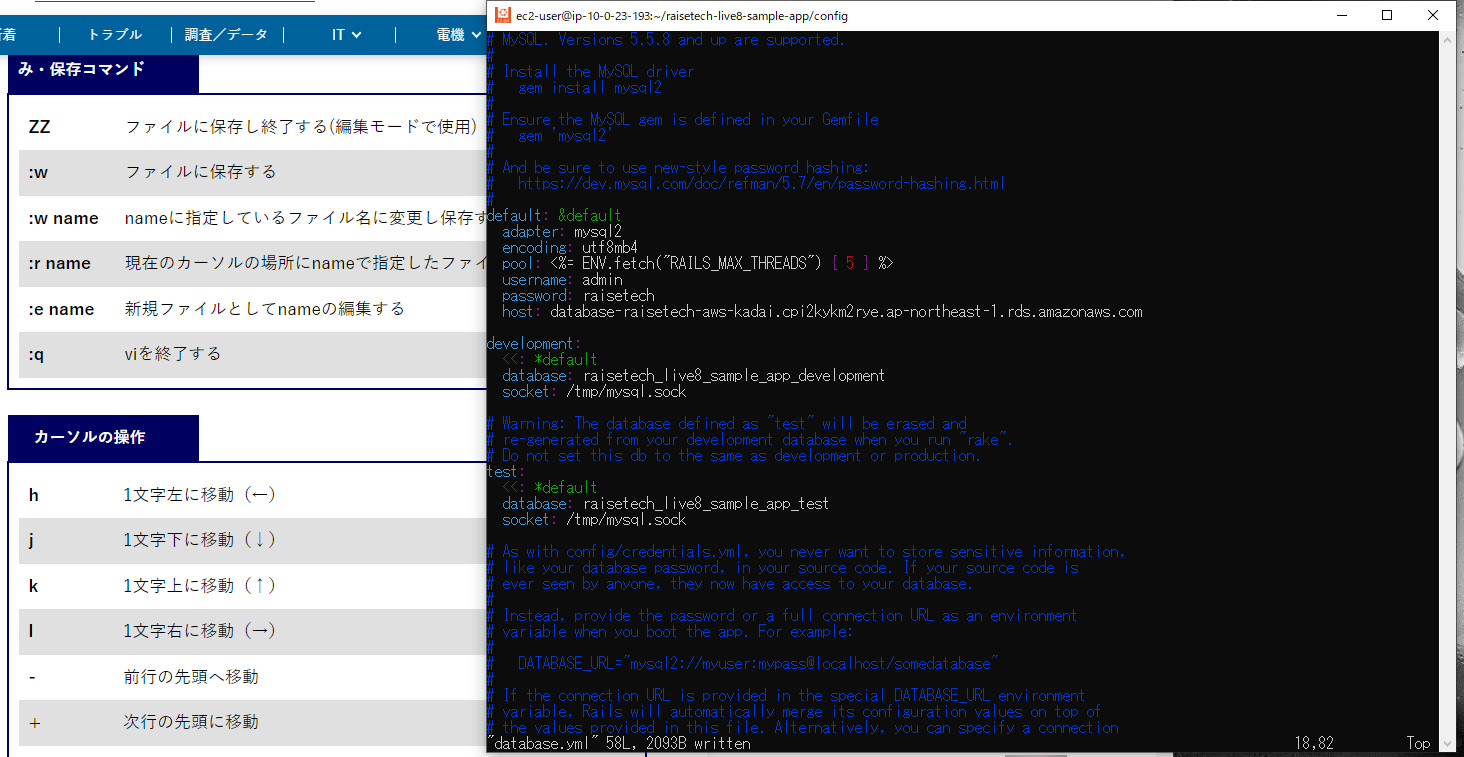 着
トラブル
調査／データ
IT
電機
み・保存コマンド
ZZ ファイルに保存し終了する(編集モードで使用)
:w ファイルに保存する
:w name nameに指定しているファイル名に変更し保存す
:r name 現在のカーソルの場所にnameで指定したファイ
:e name 新規ファイルとしてnameの編集する
:q viを終了する
カーソルの操作
h 1文字左に移動（←）
j 1文字下に移動（↓）
k 1文字上に移動（↑）
l 1文字右に移動（→）
- 前行の先頭へ移動
+ 次行の先頭に移動
ec2-user@ip-10-0-23-193:~/raisetech-live8-sample-app/config
# MySQL. Versions 5.5.8 and up are supported.
#
# Install the MySQL driver
#   gem install mysql2
#
# Ensure the MySQL gem is defined in your Gemfile
#   gem 'mysql2'
#
# And be sure to use new-style password hashing:
#   https://dev.mysql.com/doc/refman/5.7/en/password-hashing.html
#
default: &default
  adapter: mysql2
  encoding: utf8mb4
  pool: <%= ENV.fetch("RAILS_MAX_THREADS") [ 5 ] %>
  username: admin
  password: raisetech
  host: database-raisetech-aws-kadai.cpi2kykm2rye.ap-northeast-1.rds.amazonaws.com

development:
  <<: *default
  database: raisetech_live8_sample_app_development
  socket: /tmp/mysql.sock

# Warning: The database defined as "test" will be erased and
# re-generated from your development database when you run "rake".
# Do not set this db to the same as development or production.
test:
  <<: *default
  database: raisetech_live8_sample_app_test
  socket: /tmp/mysql.sock

# As with config/credentials.yml, you never want to store sensitive information,
# like your database password, in your source code. If your source code is
# ever seen by anyone, they now have access to your database.
#
# Instead, provide the password or a full connection URL as an environment
# variable when you boot the app. For example:
#
#   DATABASE_URL="mysql2://myuser:mypass@localhost/somedatabase"
#
# If the connection URL is provided in the special DATABASE_URL environment
# variable, Rails will automatically merge its configuration values on top of
# the values provided in this file. Alternatively, you can specify a connection
"database.yml" 58L, 2093B written 18,82 Top